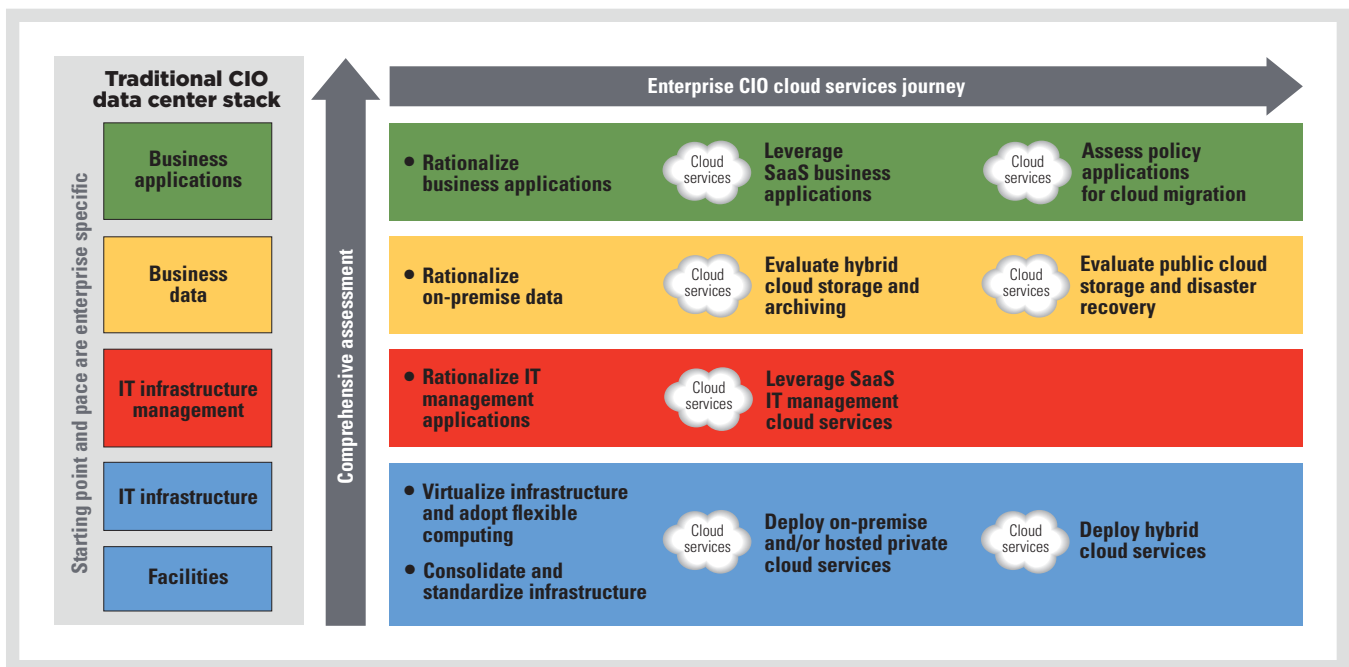 Traditional CIO
data center stack
Starting point and pace are enterprise specific
Business
applications
Business
data
IT infrastructure
management
IT infrastructure
Facilities
Comprehensive assessment
Enterprise CIO cloud services journey
• Rationalize
business applications
Cloud
services
Leverage
SaaS business
applications
Cloud
services
Assess policy
applications
for cloud migration
• Rationalize
on-premise data
Cloud
services
Evaluate hybrid
cloud storage and
archiving
Cloud
services
Evaluate public cloud
storage and disaster
recovery
• Rationalize IT
management
applications
Cloud
services
Leverage SaaS
IT management
cloud services
• Virtualize infrastructure
and adopt flexible
computing
• Consolidate and
standardize infrastructure
Cloud
services
Deploy on-premise
and/or hosted private
cloud services
Cloud
services
Deploy hybrid
cloud services